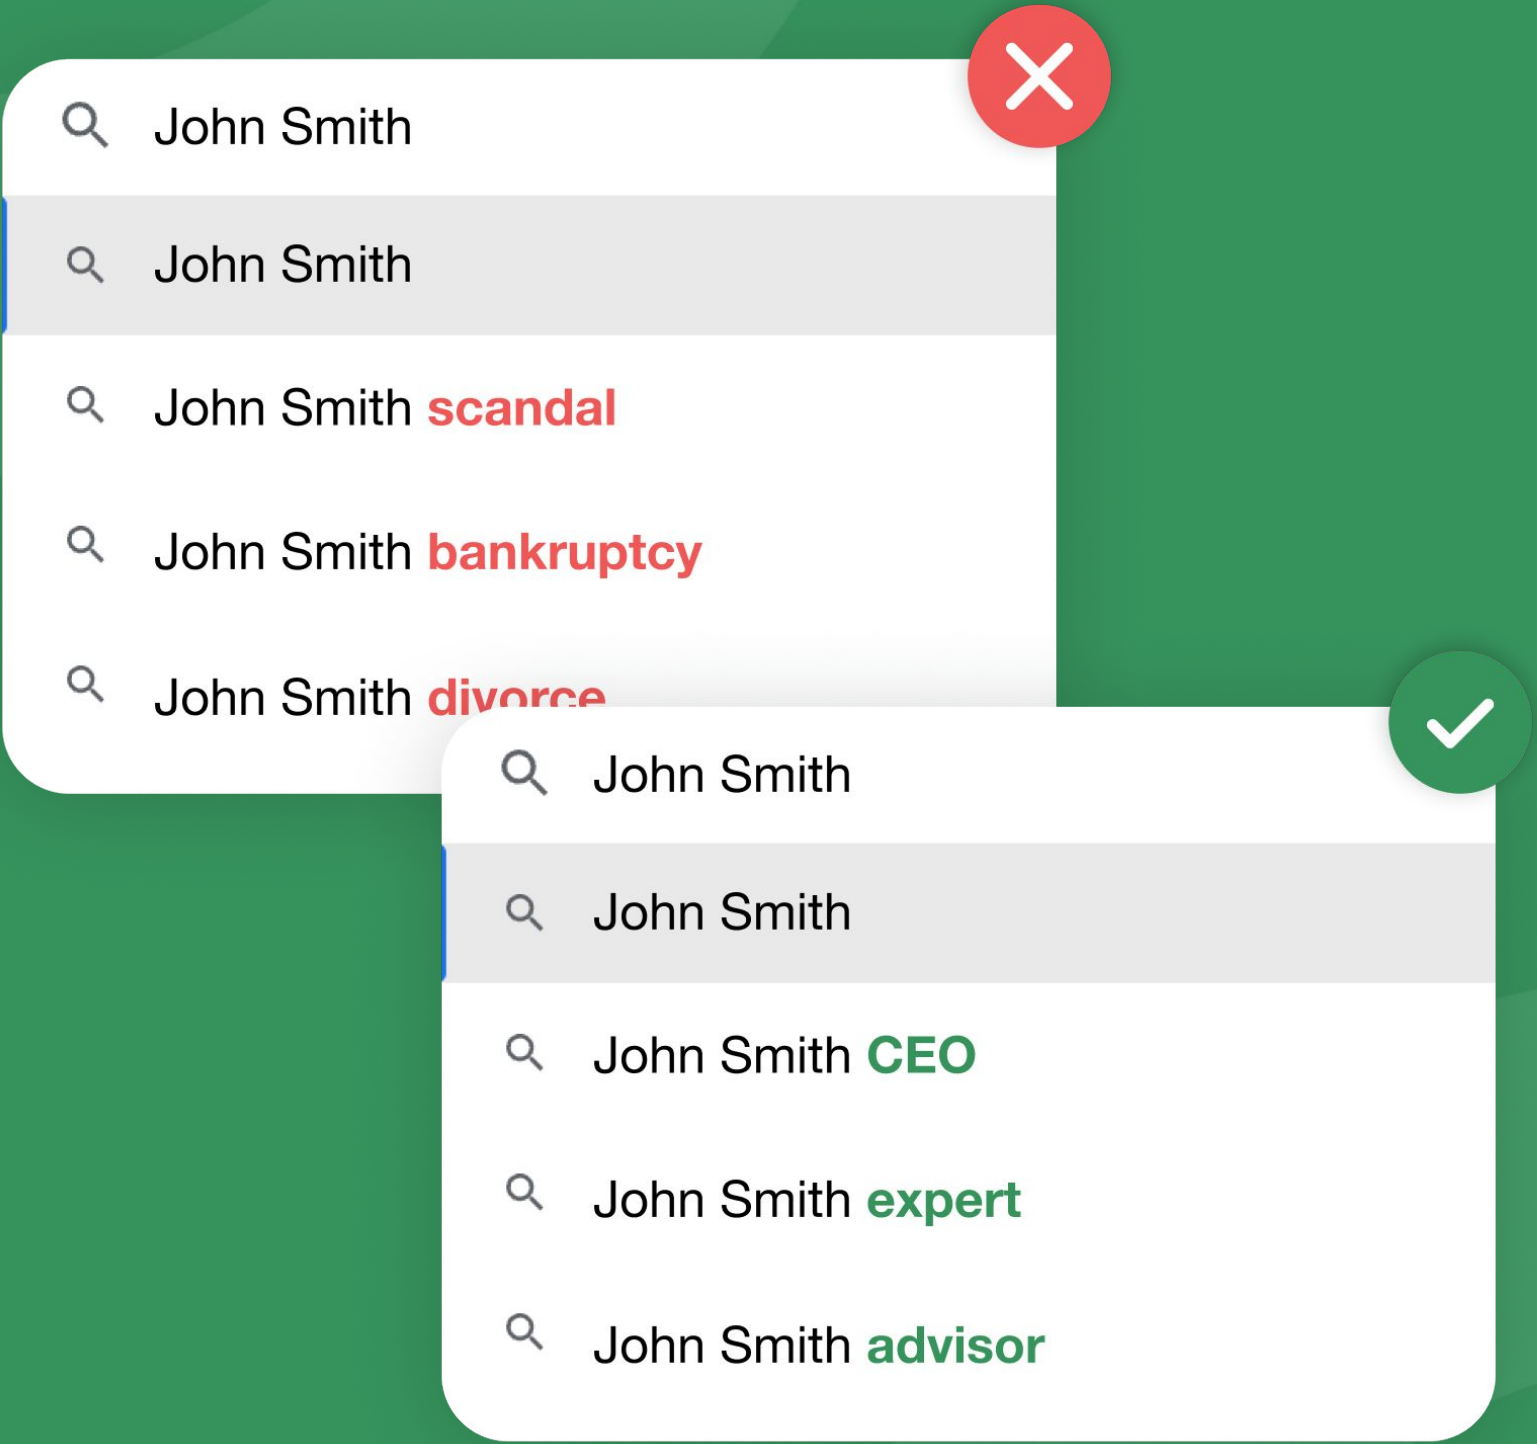 John Smith
John Smith
John Smith scandal
John Smith bankruptcy
John Smith divorce
John Smith
John Smith
John Smith CEO
John Smith expert
John Smith advisor